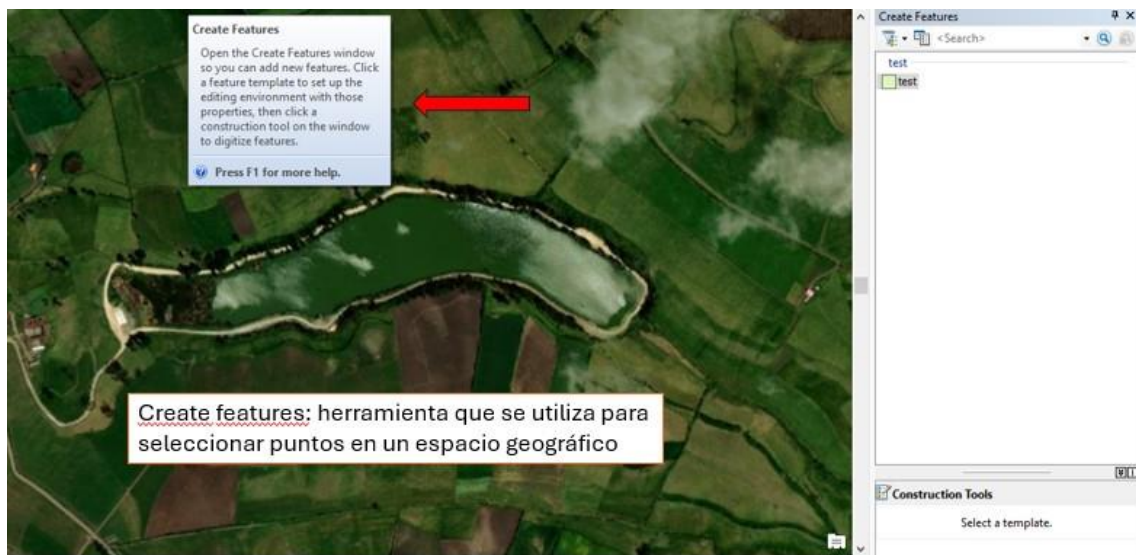 Create Features
Open the Create Features window
so you can add new features. Click
a feature template to set up the
editing environment with those
properties, then click a
construction tool on the window
to digitize features.
Press F1 for more help.
Create features: herramienta que se utiliza para
seleccionar puntos en un espacio geográfico
Create Features
<Search>
test
test
Construction Tools
Select a template.